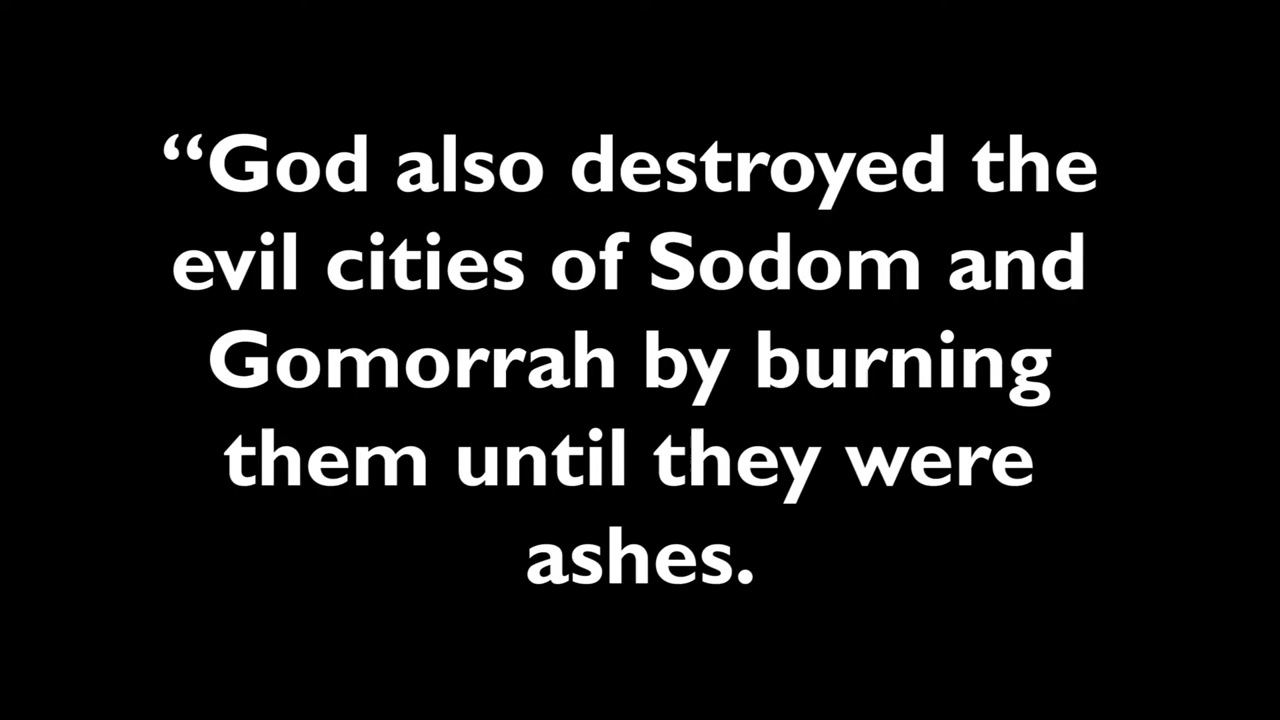 “God also destroyed the
evil cities of Sodom and
Gomorrah by burning
them until they were
ashes.